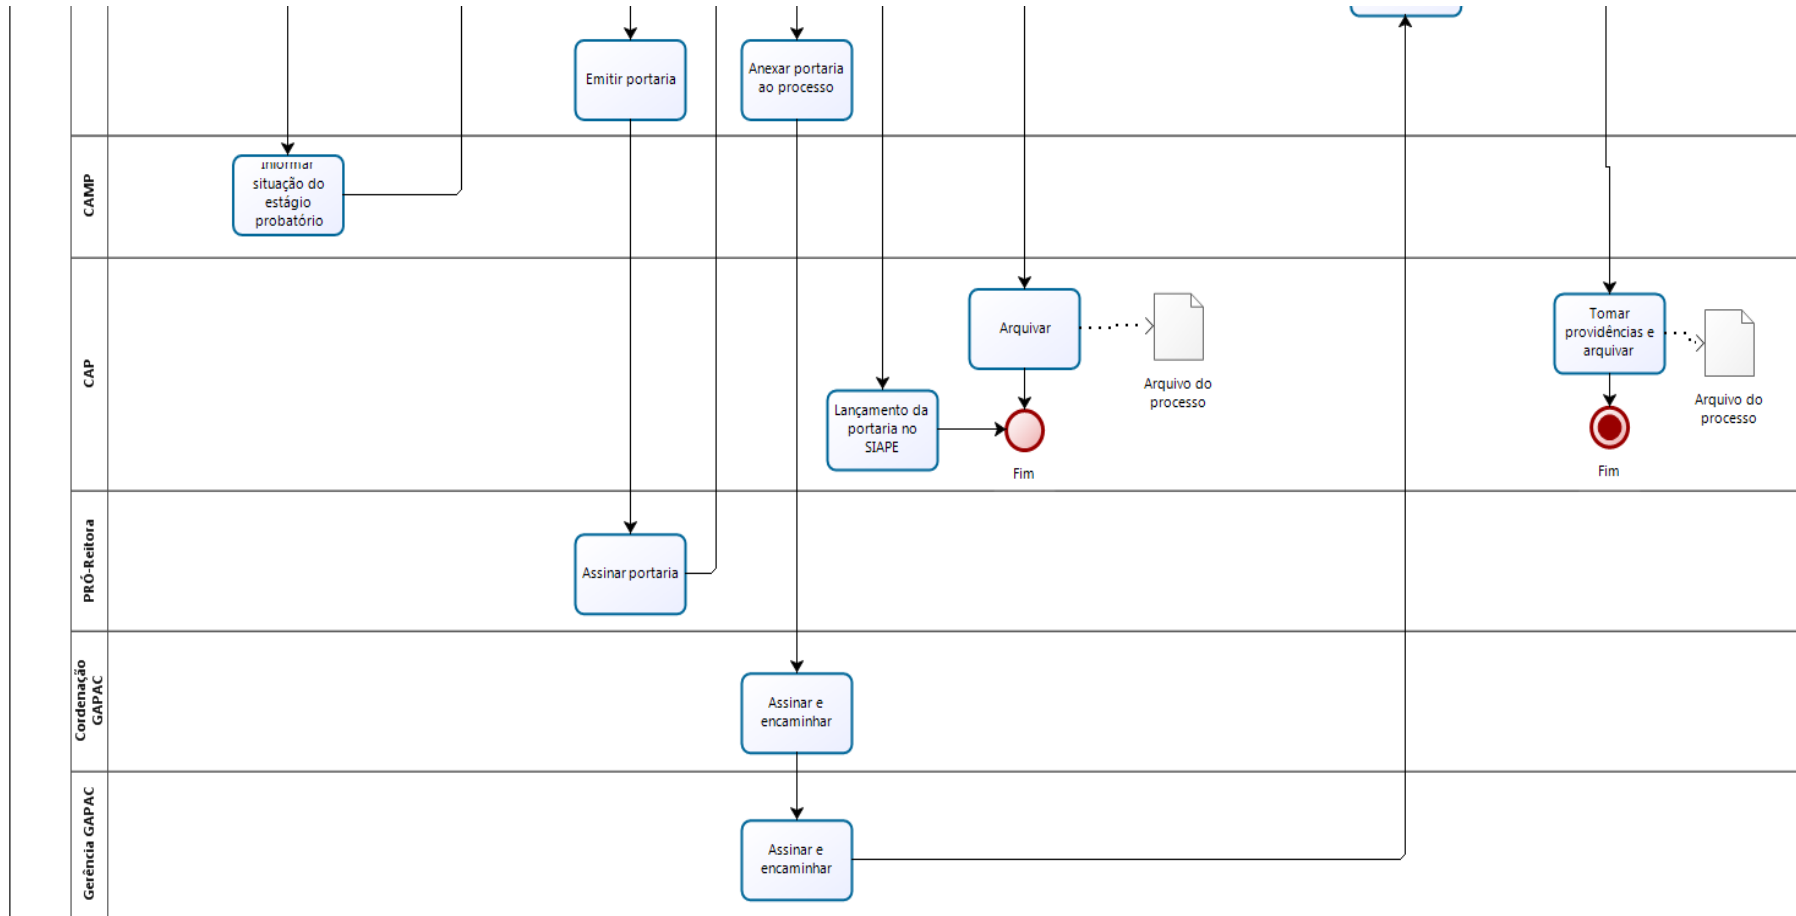 Emitir portaria
Anexar portaria
ao processo
CAMP
Informar
situação do
estágio
probatório
CAP
Arquivar
Arquivo do
processo
Lançamento da
portaria no
SIAPE
Fim
Tomar
providências e
arquivar
Arquivo do
processo
Fim
PRÓ-Reitora
Assinar portaria
Cordenação
GAPAC
Assinar e
encaminhar
Gerência GAPAC
Assinar e
encaminhar